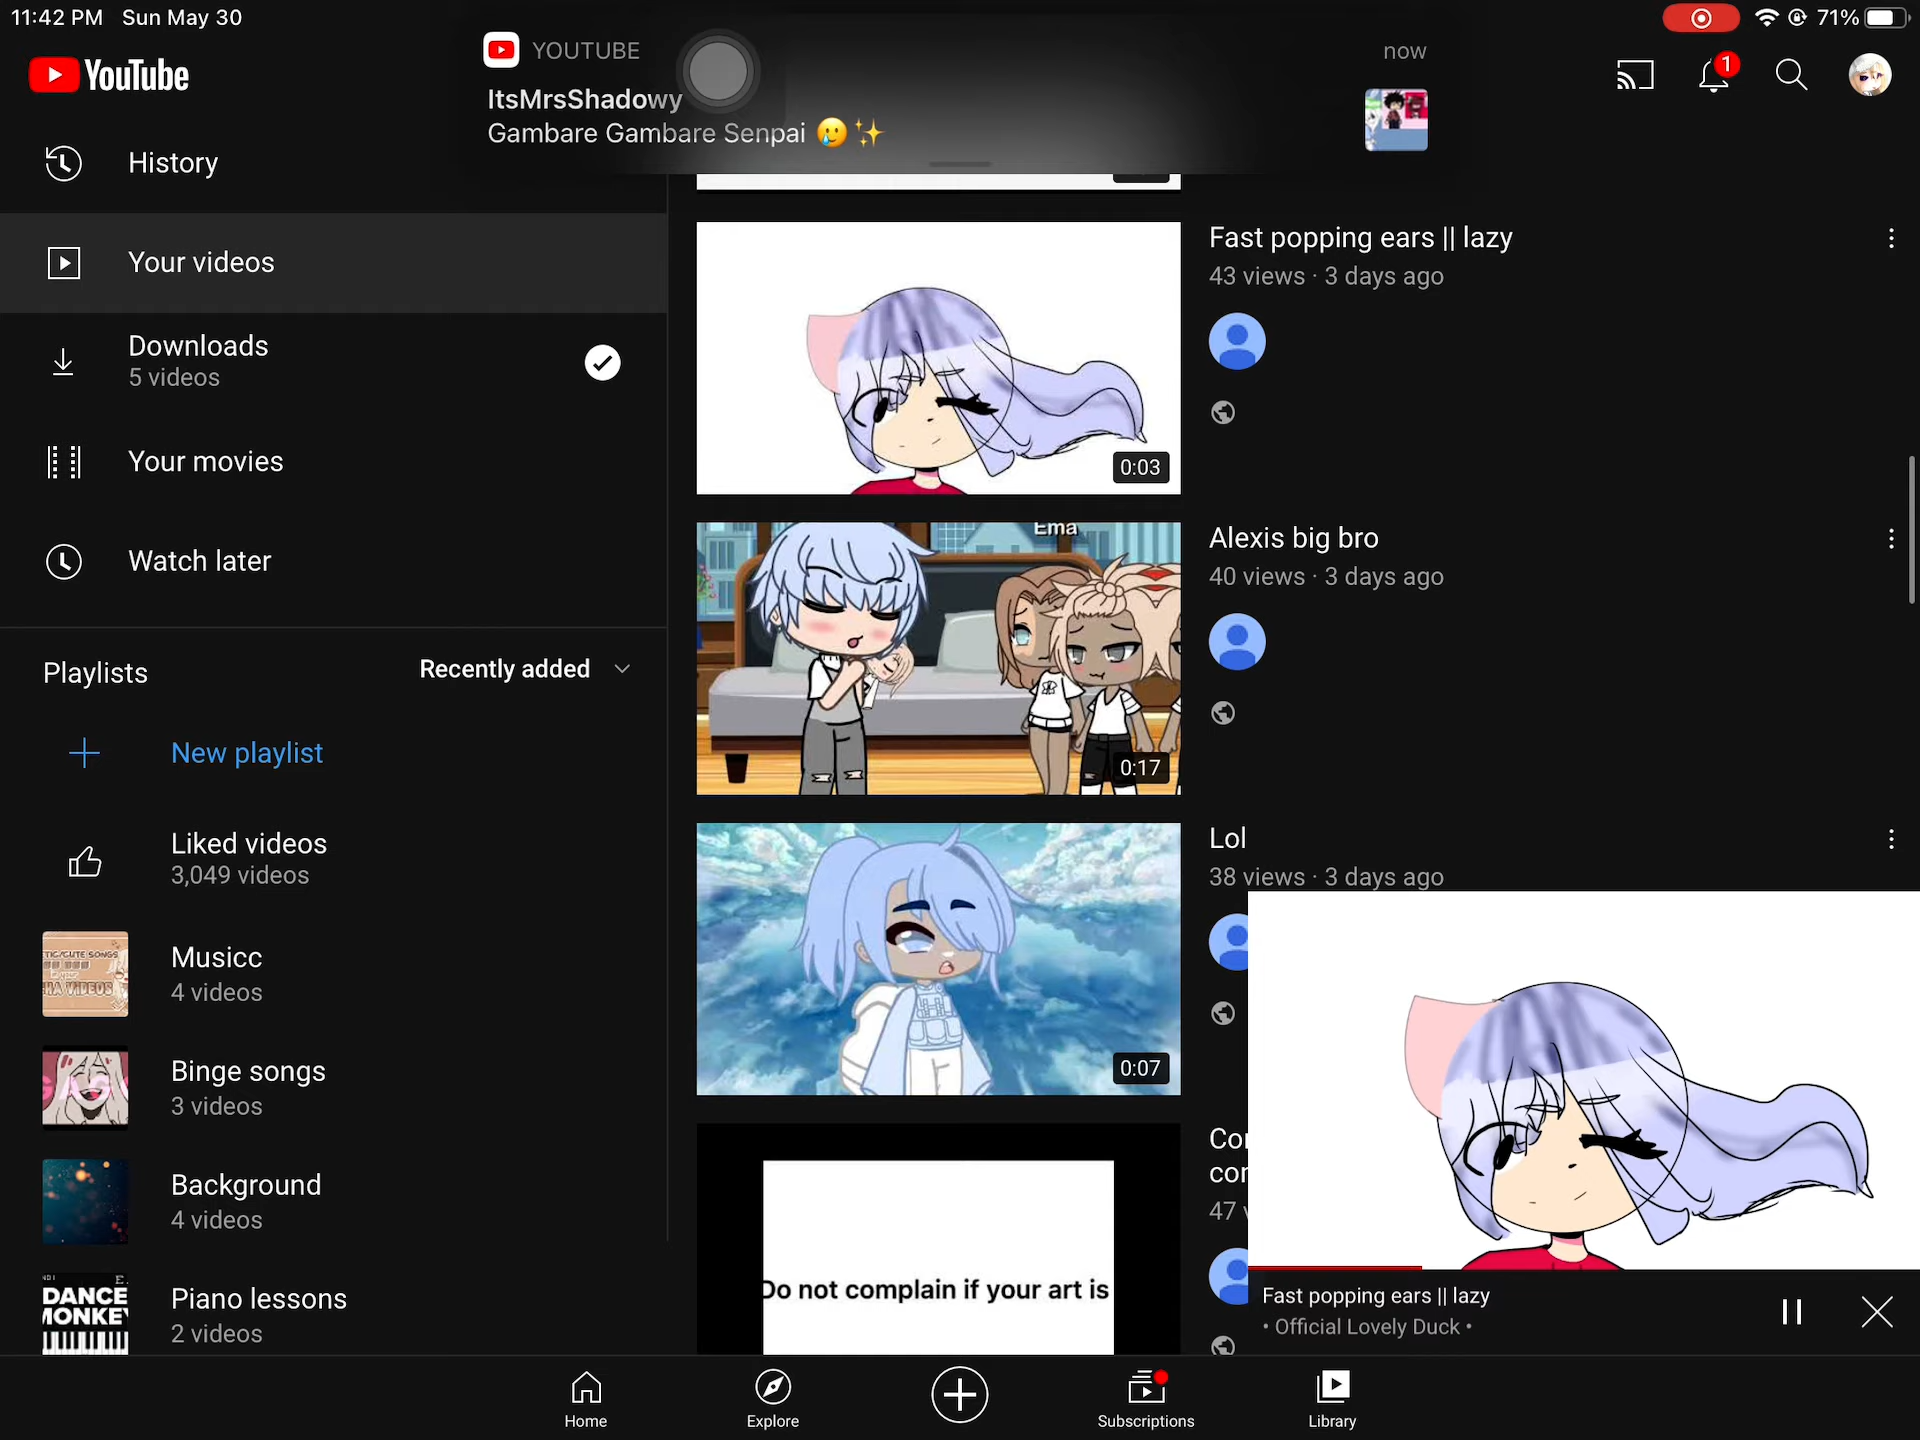 11:42 PM Sun May 30
71%
YOUTUBE
now
ItsMrsShadowy
Gambare Gambare Senpai 🥲✨
YouTube
1
History
Your videos
Downloads
5 videos
Your movies
Watch later
Playlists
Recently added
New playlist
Liked videos
3,049 videos
Musicc
4 videos
Binge songs
3 videos
Background
4 videos
DANCE
MONKEY
Piano lessons
2 videos
Fast popping ears || lazy
43 views · 3 days ago
0:03
Ema
Alexis big bro
40 views · 3 days ago
0:17
Lol
38 views · 3 days ago
0:07
Do not complain if your art is
47
Fast popping ears || lazy
• Official Lovely Duck •
Home
Explore
Subscriptions
Library